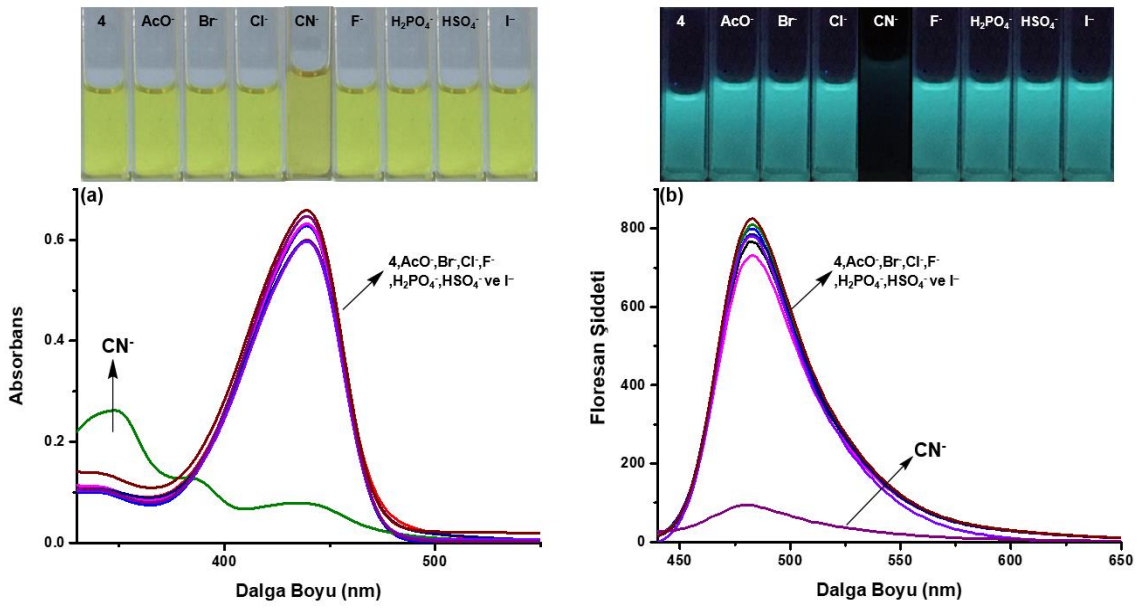 4 AcO⁻ Br⁻ Cl⁻ CN⁻ F⁻ H₂PO₄⁻ HSO₄⁻ I⁻
4 AcO⁻ Br⁻ Cl⁻ CN⁻ F⁻ H₂PO₄⁻ HSO₄⁻ I⁻
(a)
0.6
0.4
0.2
0.0
Absorbans
4,AcO⁻,Br⁻,Cl⁻,F⁻
,H₂PO₄⁻,HSO₄⁻ ve I⁻
CN⁻
400 500
Dalga Boyu (nm)
(b)
800
600
400
200
0
Floresan Şiddeti
4,AcO⁻,Br⁻,Cl⁻,F⁻
,H₂PO₄⁻,HSO₄⁻ ve I⁻
CN⁻
450 500 550 600 650
Dalga Boyu (nm)